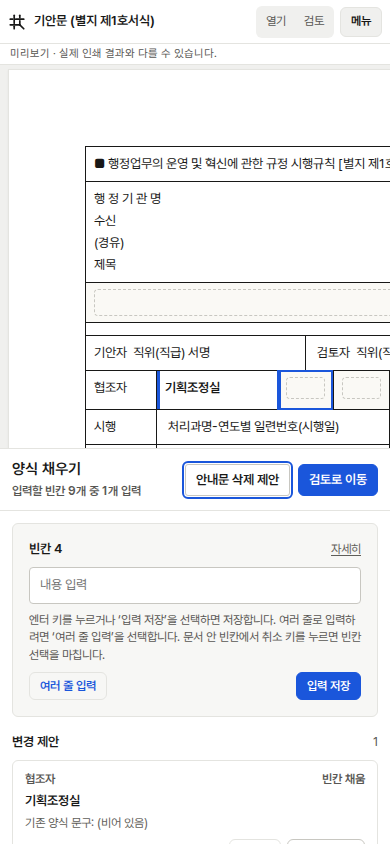 기안문 (별지 제1호서식)
열기 검토 메뉴
미리보기 · 실제 인쇄 결과와 다를 수 있습니다.
■ 행정업무의 운영 및 혁신에 관한 규정 시행규칙 [별지 제1호
행 정 기 관 명
수신
(경유)
제목
기안자 직위(직급) 서명 검토자 직위(직
협조자 기획조정실
시행 처리과명-연도별 일련번호(시행일)
양식 채우기
입력할 빈칸 9개 중 1개 입력
안내문 삭제 제안 검토로 이동
빈칸 4 자세히
내용 입력
엔터 키를 누르거나 ‘입력 저장’을 선택하면 저장합니다. 여러 줄로 입력하
려면 ‘여러 줄 입력’을 선택합니다. 문서 안 빈칸에서 취소 키를 누르면 빈칸
선택을 마칩니다.
여러 줄 입력 입력 저장
변경 제안 1
협조자 빈칸 채움
기획조정실
기존 양식 문구: (비어 있음)